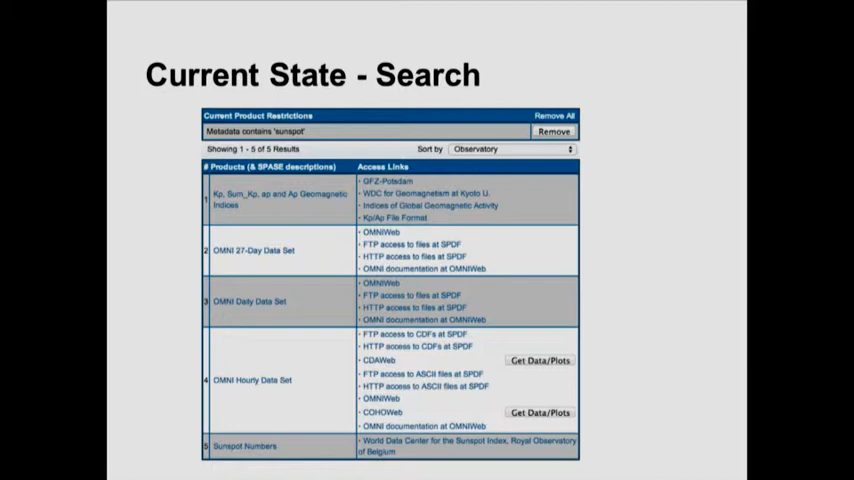 Current State - Search
Current Product Restrictions Remove All
Metadata contains 'sunspot' Remove
Showing 1 - 5 of 5 Results Sort by Observatory
# Products (& SPASE descriptions) Access Links
1 Kp, Sum_Kp, ap and Ap Geomagnetic Indices
· GFZ-Potsdam
· WDC for Geomagnetism at Kyoto U.
· Indices of Global Geomagnetic Activity
· Kp/Ap File Format
2 OMNI 27-Day Data Set
· OMNIWeb
· FTP access to files at SPDF
· HTTP access to files at SPDF
· OMNI documentation at OMNIWeb
3 OMNI Daily Data Set
· OMNIWeb
· FTP access to files at SPDF
· HTTP access to files at SPDF
· OMNI documentation at OMNIWeb
4 OMNI Hourly Data Set
· FTP access to CDFs at SPDF
· HTTP access to CDFs at SPDF
· CDAWeb Get Data/Plots
· FTP access to ASCII files at SPDF
· HTTP access to ASCII files at SPDF
· OMNIWeb
· COHOWeb Get Data/Plots
· OMNI documentation at OMNIWeb
5 Sunspot Numbers
· World Data Center for the Sunspot Index, Royal Observatory
of Belgium